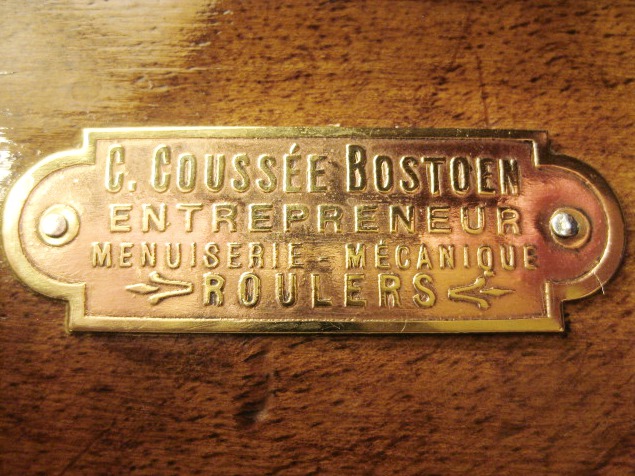 C. COUSSÉE BOSTOEN
ENTREPRENEUR
MENUISERIE - MÉCANIQUE
ROULERS